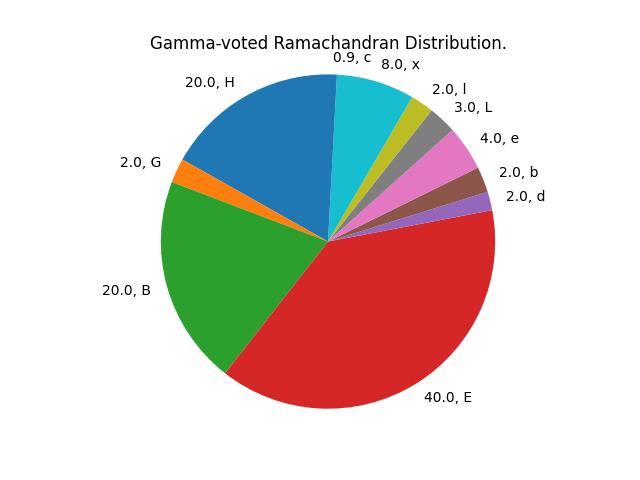 Gamma-voted Ramachandran Distribution.
0.9, c
8.0, x
20.0, H
2.0, l
3.0, L
4.0, e
2.0, G
2.0, b
2.0, d
20.0, B
40.0, E